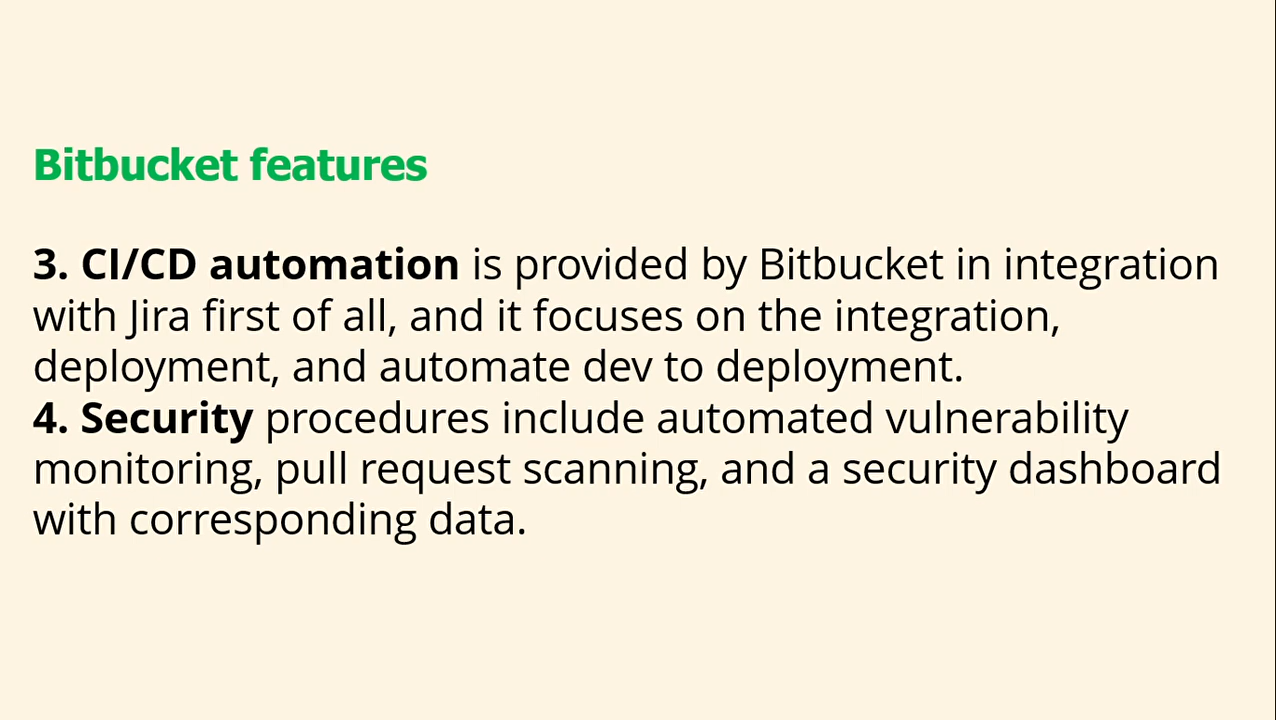 Bitbucket features
3. CI/CD automation is provided by Bitbucket in integration
with Jira first of all, and it focuses on the integration,
deployment, and automate dev to deployment.
4. Security procedures include automated vulnerability
monitoring, pull request scanning, and a security dashboard
with corresponding data.